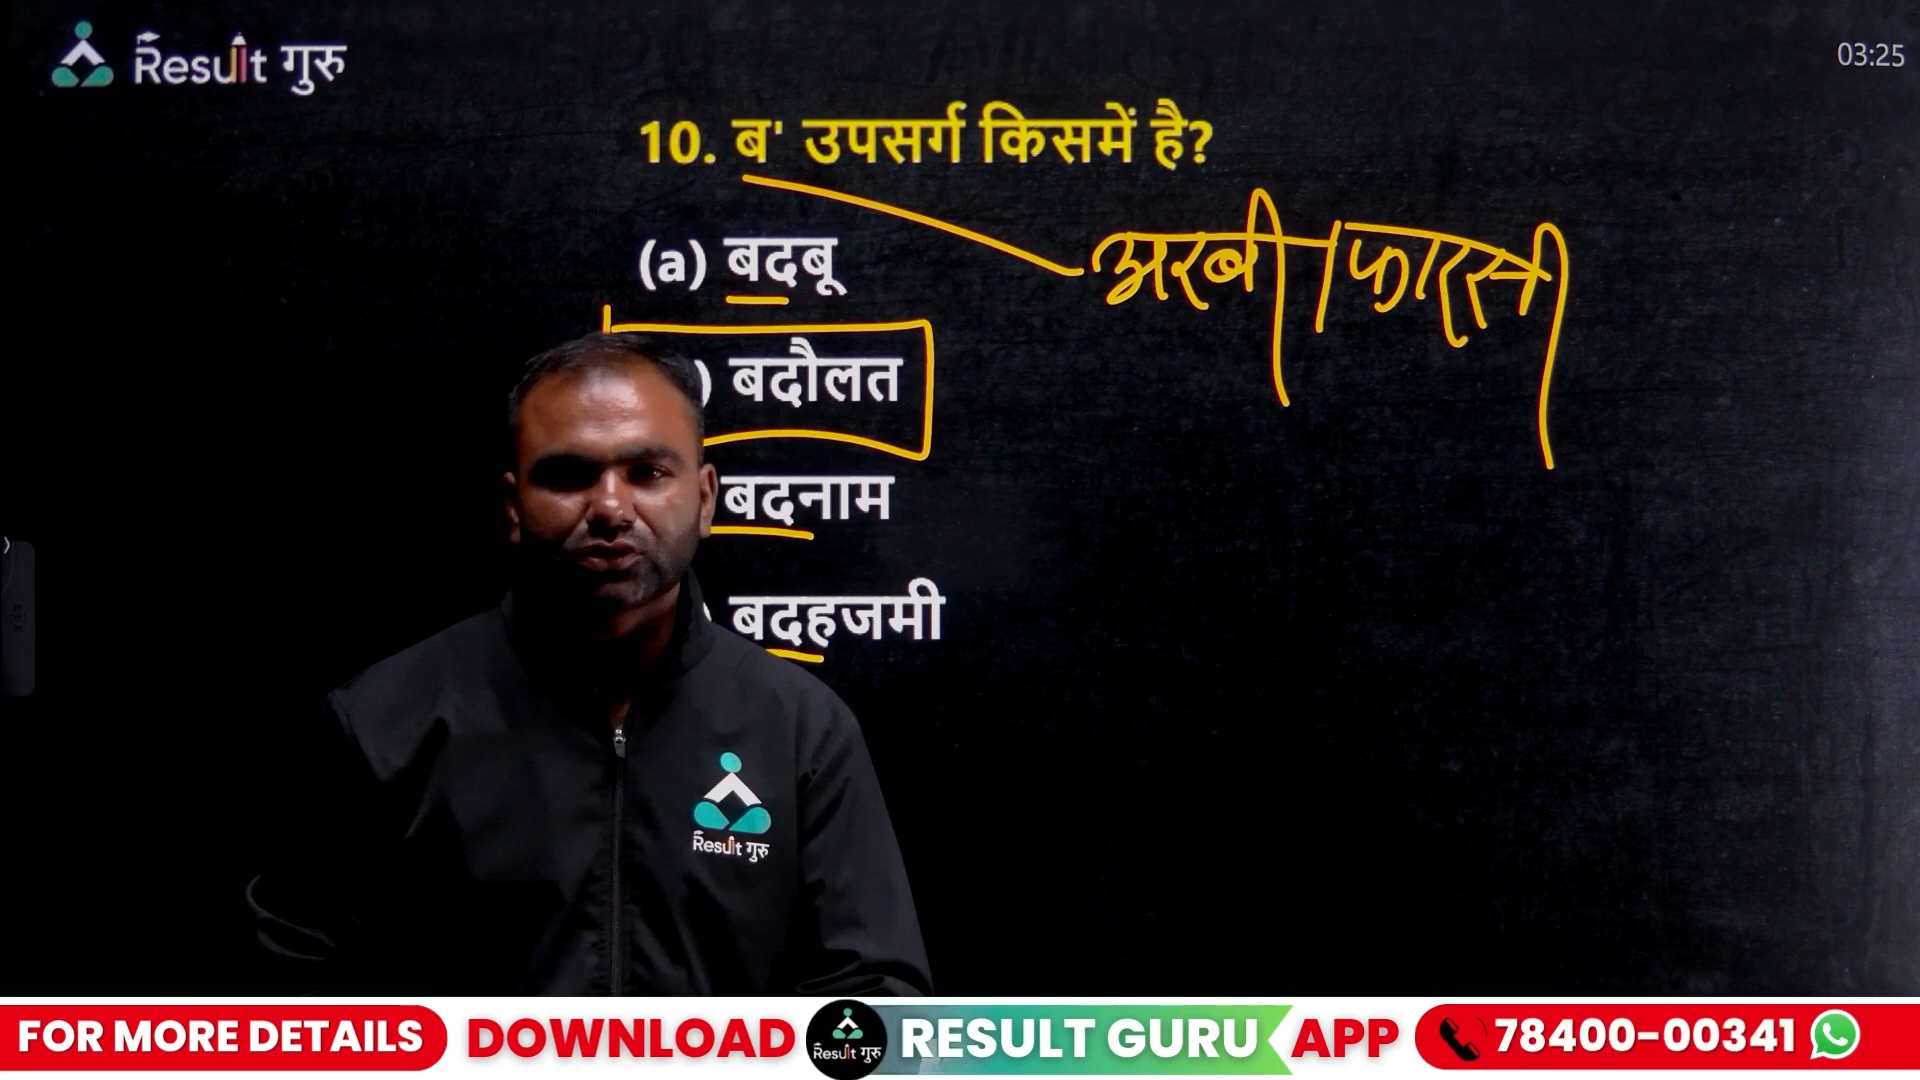 Result गुरु
03:25
10. ब' उपसर्ग किसमें है?
अरबी/फारसी
(a) बदबू
) बदौलत
बदनाम
) बदहजमी
Result गुरु
FOR MORE DETAILS DOWNLOAD Result गुरु RESULT GURU APP 78400-00341